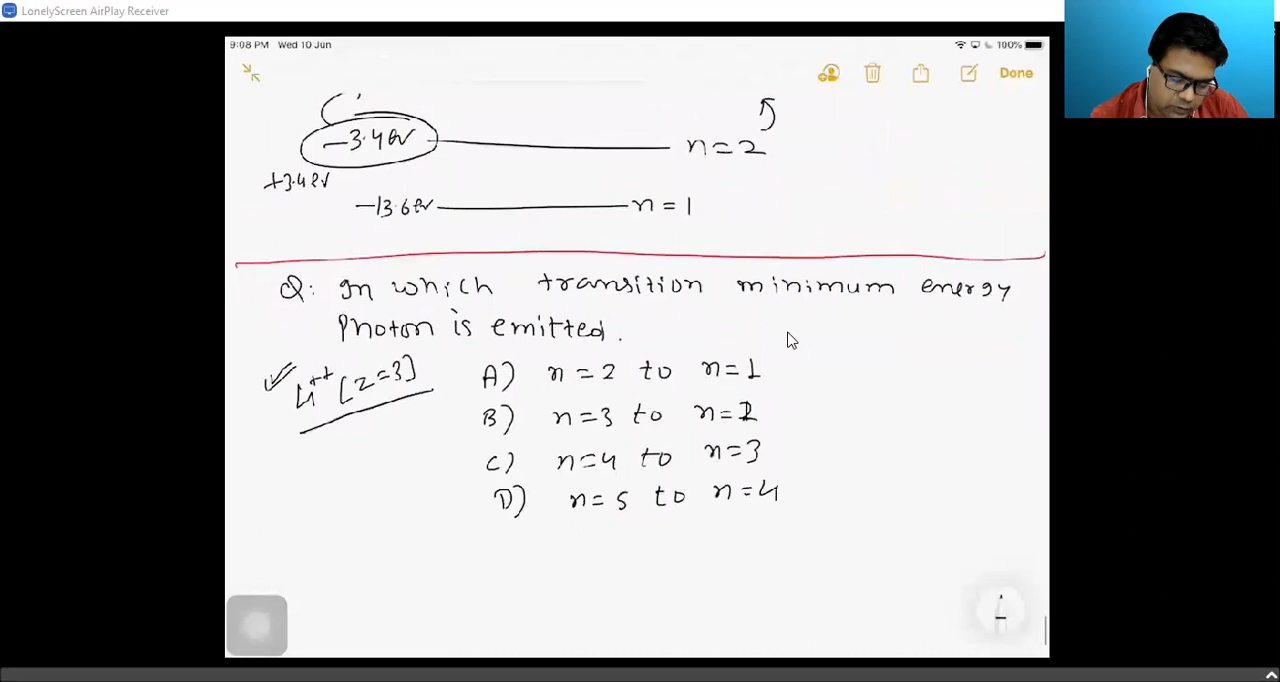 LonelyScreen AirPlay Receiver
9:08 PM Wed 10 Jun
100%
Done
-3.4ev
n=2
+3.4ev
-13.6ev
n=1
Q: In which transition minimum energy
Photon is emitted.
Li++ [z=3]
A) n=2 to n=1
B) n=3 to n=2
C) n=4 to n=3
D) n=5 to n=4